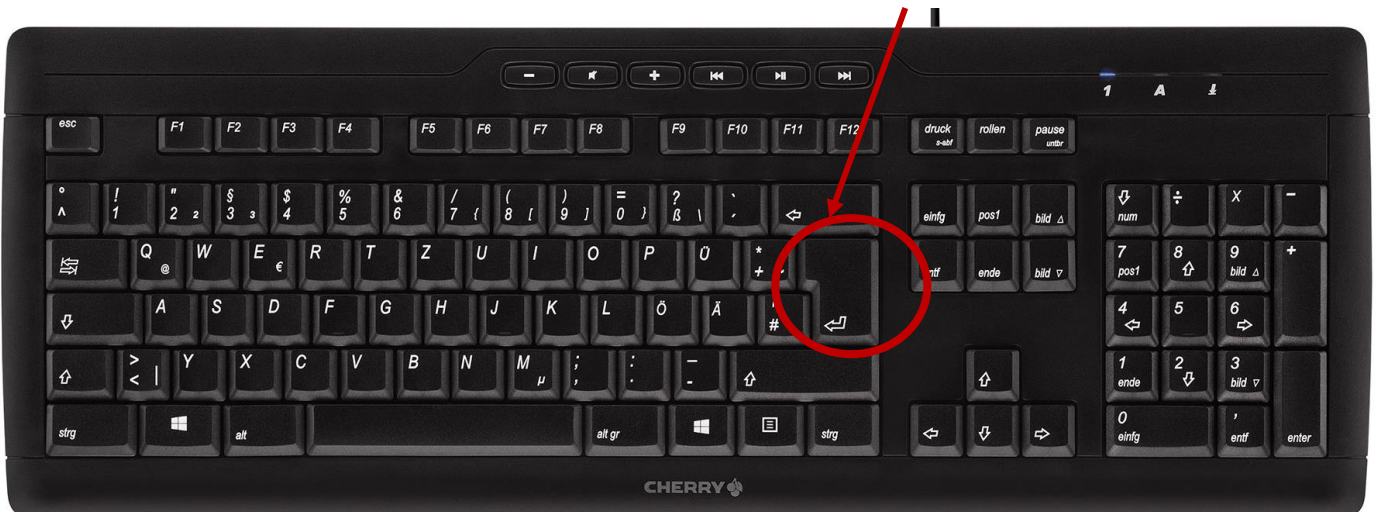 1 A
esc F1 F2 F3 F4 F5 F6 F7 F8 F9 F10 F11 F12 druck s-abf rollen pause untbr
° ! " § $ % & / ( ) = ? `
^ 1 2 ² 3 ³ 4 5 6 7 { 8 [ 9 ] 0 } ß \ ´ einfg pos1 bild num ÷ X −
Q @ W E € R T Z U I O P Ü * + ~ ende bild 7 pos1 8 9 bild +
A S D F G H J K L Ö Ä # 4 5 6
> < | Y X C V B N M µ ; , : . _ - 1 ende 2 3 bild
strg alt alt gr strg 0 einfg , entf enter
CHERRY